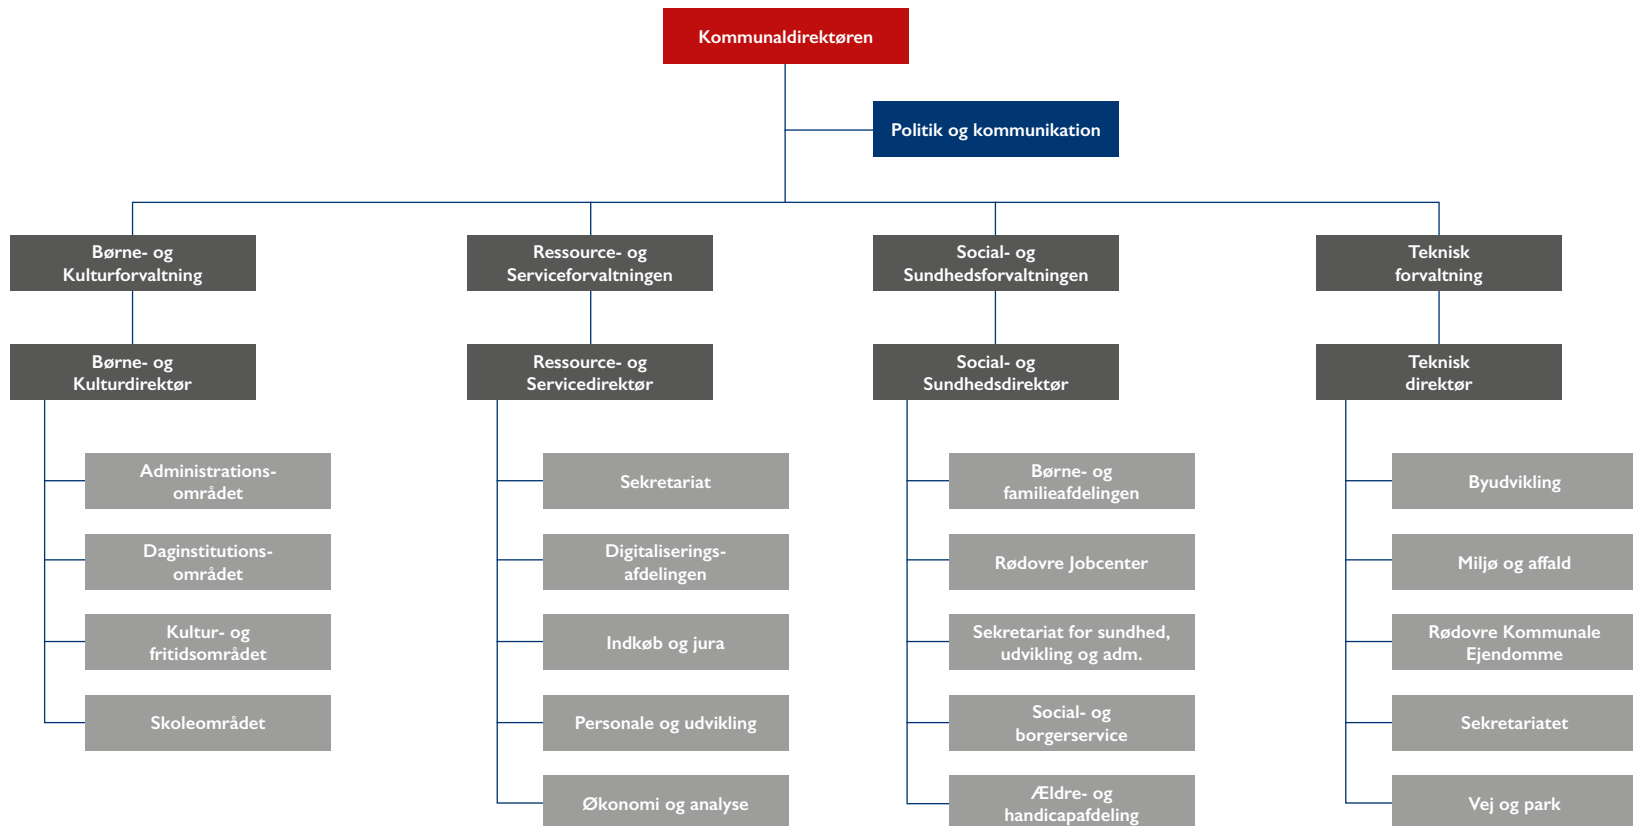 Kommunaldirektøren
Politik og kommunikation
Børne- og
Kulturforvaltning
Ressource- og
Serviceforvaltningen
Social- og
Sundhedsforvaltningen
Teknisk
forvaltning
Børne- og
Kulturdirektør
Ressource- og
Servicedirektør
Social- og
Sundhedsdirektør
Teknisk
direktør
Administrations-
området
Daginstitutions-
området
Kultur- og
fritidsområdet
Skoleområdet
Sekretariat
Digitaliserings-
afdelingen
Indkøb og jura
Personale og udvikling
Økonomi og analyse
Børne- og
familieafdelingen
Rødovre Jobcenter
Sekretariat for sundhed,
udvikling og adm.
Social- og
borgerservice
Ældre- og
handicapafdeling
Byudvikling
Miljø og affald
Rødovre Kommunale
Ejendomme
Sekretariatet
Vej og park